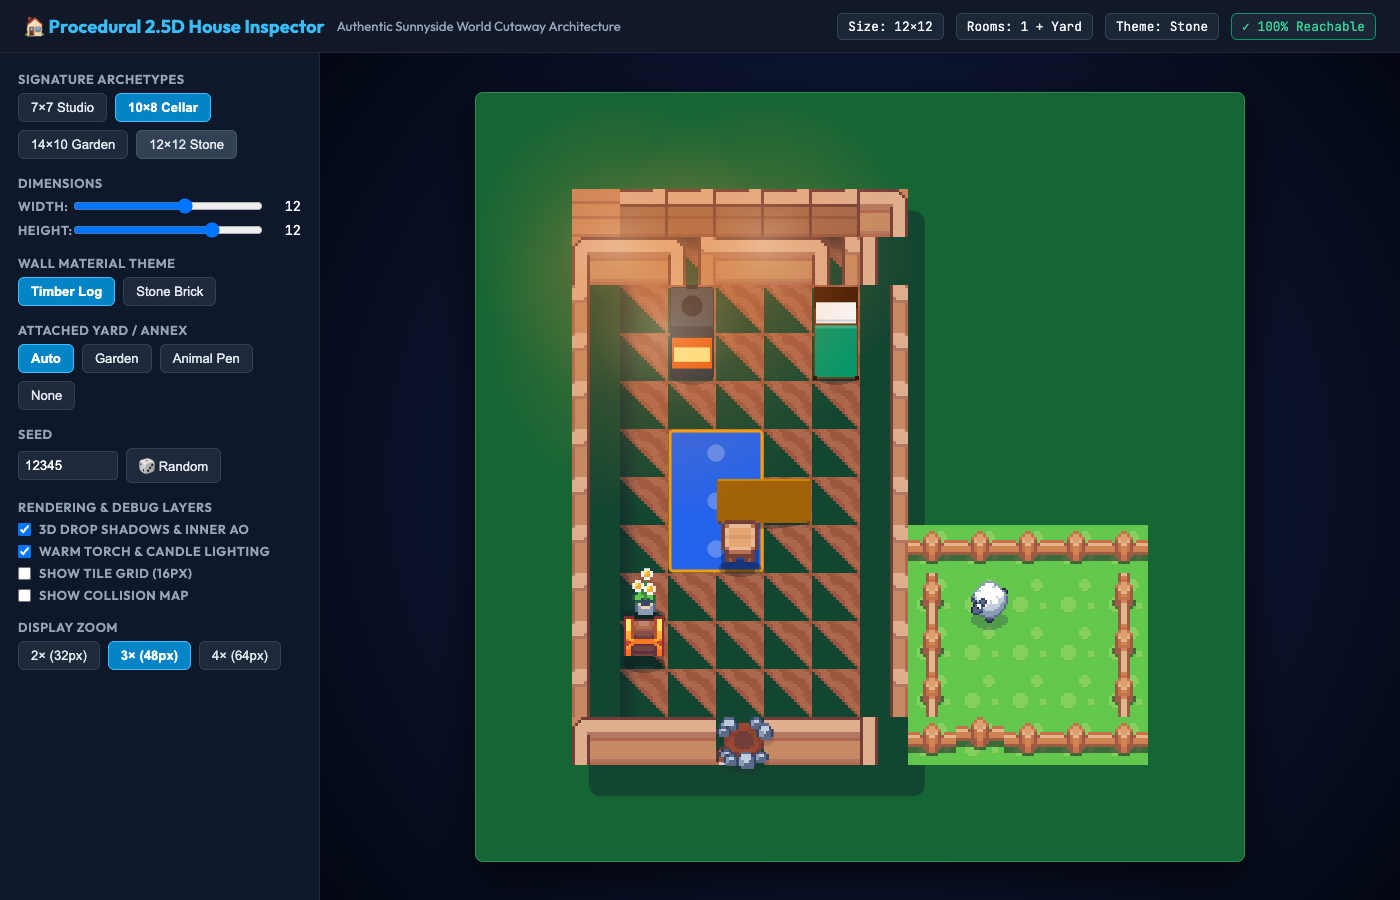 🏠 Procedural 2.5D House Inspector
Authentic Sunnyside World Cutaway Architecture
Size: 12×12
Rooms: 1 + Yard
Theme: Stone
✓ 100% Reachable
SIGNATURE ARCHETYPES
7×7 Studio
10×8 Cellar
14×10 Garden
12×12 Stone
DIMENSIONS
WIDTH: 12
HEIGHT: 12
WALL MATERIAL THEME
Timber Log
Stone Brick
ATTACHED YARD / ANNEX
Auto
Garden
Animal Pen
None
SEED
12345
🎲 Random
RENDERING & DEBUG LAYERS
3D DROP SHADOWS & INNER AO
WARM TORCH & CANDLE LIGHTING
SHOW TILE GRID (16PX)
SHOW COLLISION MAP
DISPLAY ZOOM
2× (32px)
3× (48px)
4× (64px)